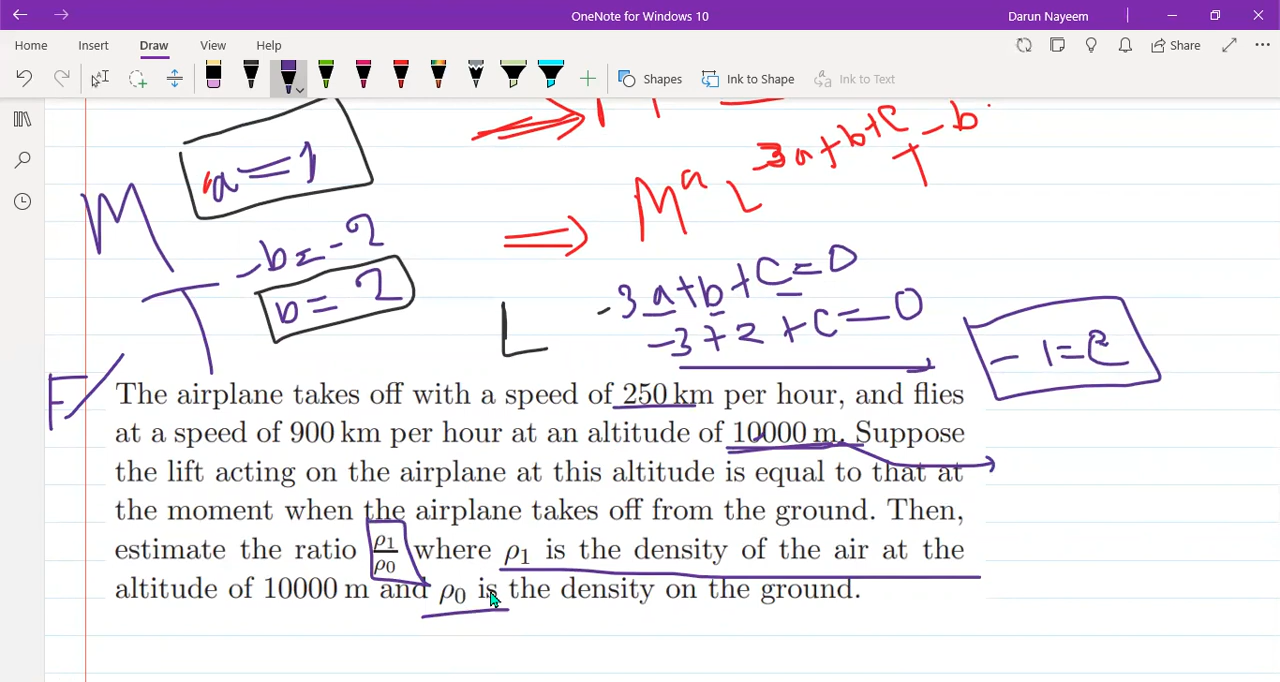 OneNote for Windows 10
Darun Nayeem
Home Insert Draw View Help
Share
Shapes Ink to Shape Ink to Text
a = 1
M
-b = -2
T b = 2
M^a L^{-3a+b+c} T^{-b}
-3a+b+c=0
L -3+2+c=0
-1=c
The airplane takes off with a speed of 250 km per hour, and flies
at a speed of 900 km per hour at an altitude of 10000 m. Suppose
the lift acting on the airplane at this altitude is equal to that at
the moment when the airplane takes off from the ground. Then,
estimate the ratio ρ1/ρ0 where ρ1 is the density of the air at the
altitude of 10000 m and ρ0 is the density on the ground.